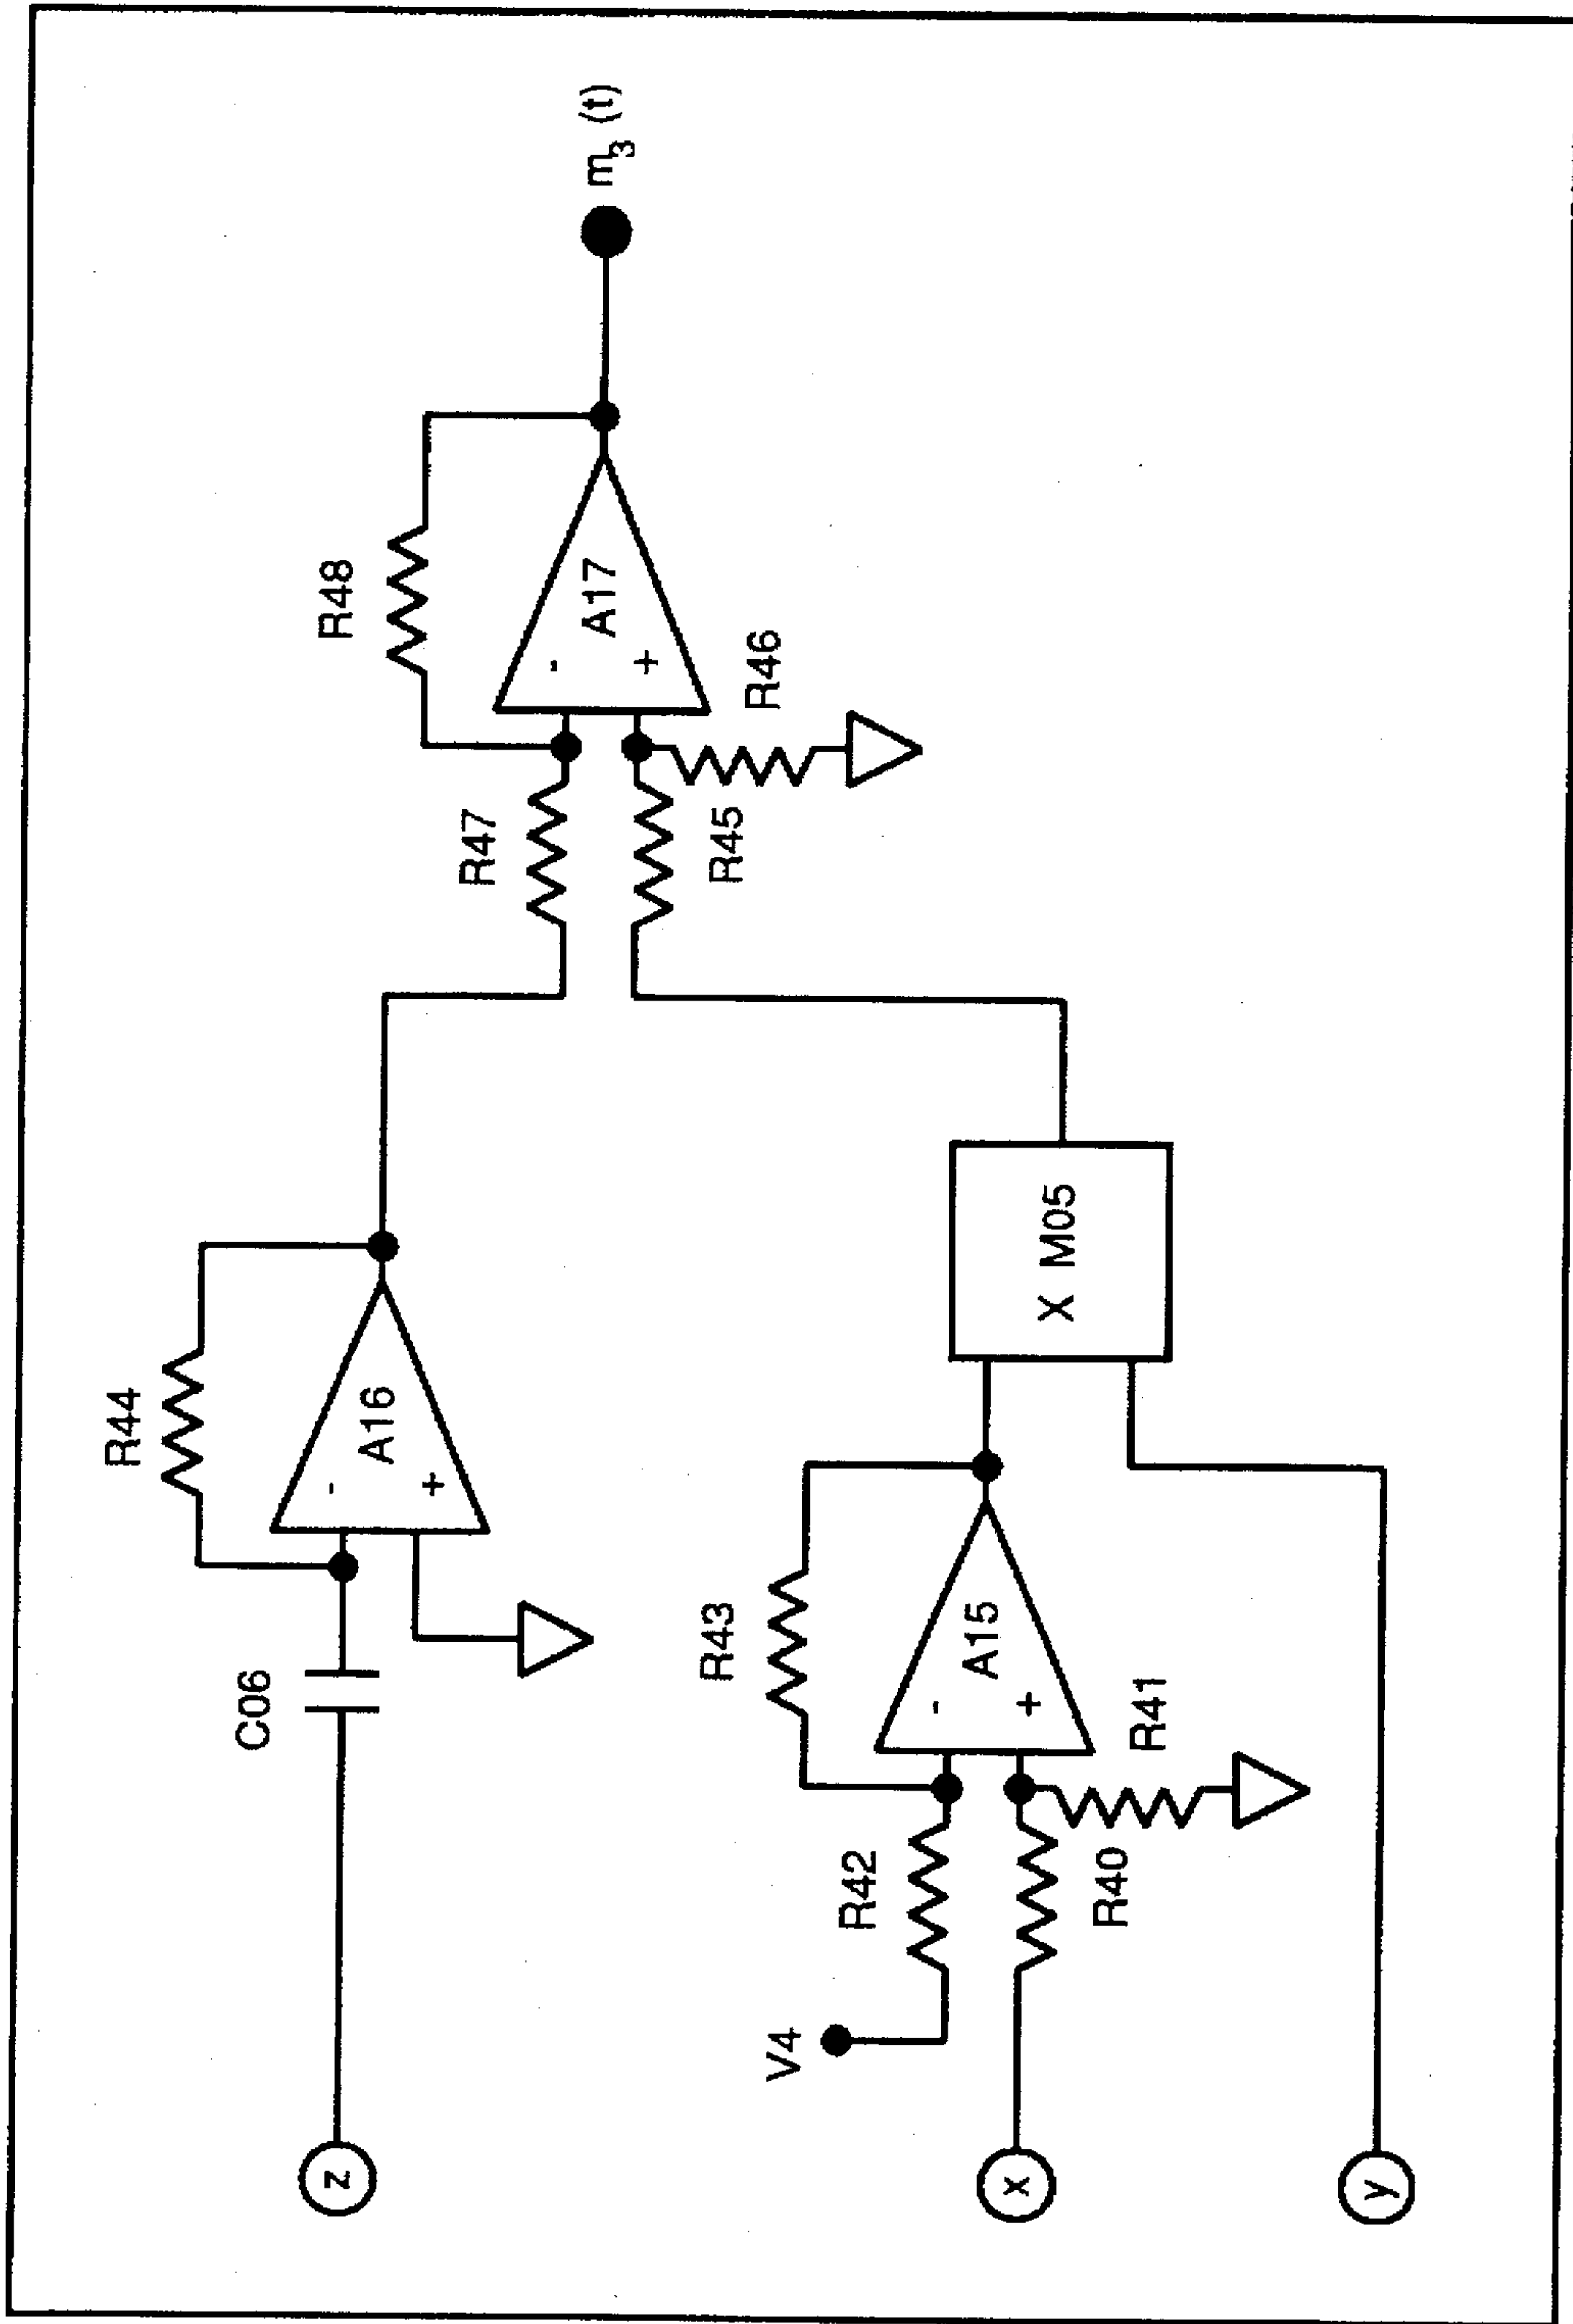 R44
C06
-
A16
+
z
R48
R47
-
A17
+
m3 (t)
R45
R46
V4
R42
R43
-
A15
+
x
R40
R41
X M05
y